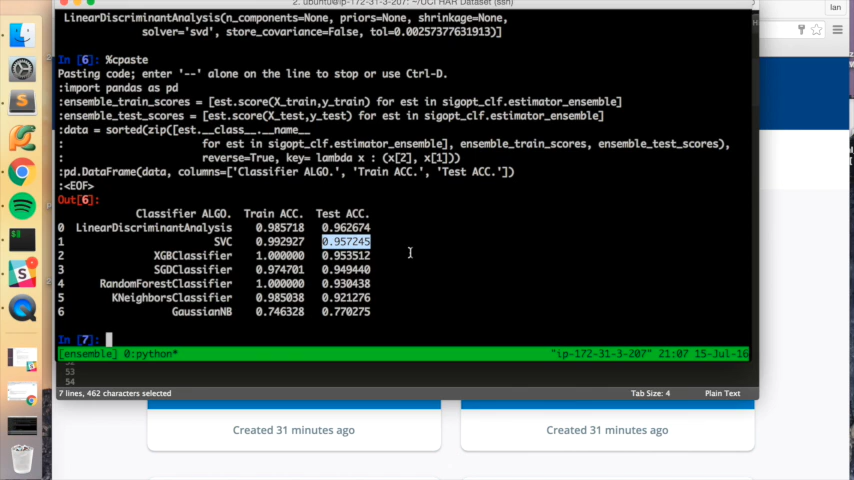 2. ubuntu@ip-172-31-3-207: ~/UCI HAR Dataset (ssh)
Ian
LinearDiscriminantAnalysis(n_components=None, priors=None, shrinkage=None,
solver='svd', store_covariance=False, tol=0.00257377631913)]
In [6]: %cpaste
Pasting code; enter '--' alone on the line to stop or use Ctrl-D.
:import pandas as pd
:ensemble_train_scores = [est.score(X_train,y_train) for est in sigopt_clf.estimator_ensemble]
:ensemble_test_scores = [est.score(X_test,y_test) for est in sigopt_clf.estimator_ensemble]
:data = sorted(zip([est.__class__.__name__
: for est in sigopt_clf.estimator_ensemble], ensemble_train_scores, ensemble_test_scores),
: reverse=True, key= lambda x : (x[2], x[1]))
:pd.DataFrame(data, columns=['Classifier ALGO.', 'Train ACC.', 'Test ACC.'])
:<EOF>
Out[6]:
Classifier ALGO. Train ACC. Test ACC.
0 LinearDiscriminantAnalysis 0.985718 0.962674
1 SVC 0.992927 0.957245
2 XGBClassifier 1.000000 0.953512
3 SGDClassifier 0.974701 0.949440
4 RandomForestClassifier 1.000000 0.930438
5 KNeighborsClassifier 0.985038 0.921276
6 GaussianNB 0.746328 0.770275
In [7]:
[ensemble] 0:python* "ip-172-31-3-207" 21:07 15-Jul-16
53
54
7 lines, 462 characters selected Tab Size: 4 Plain Text
Created 31 minutes ago Created 31 minutes ago